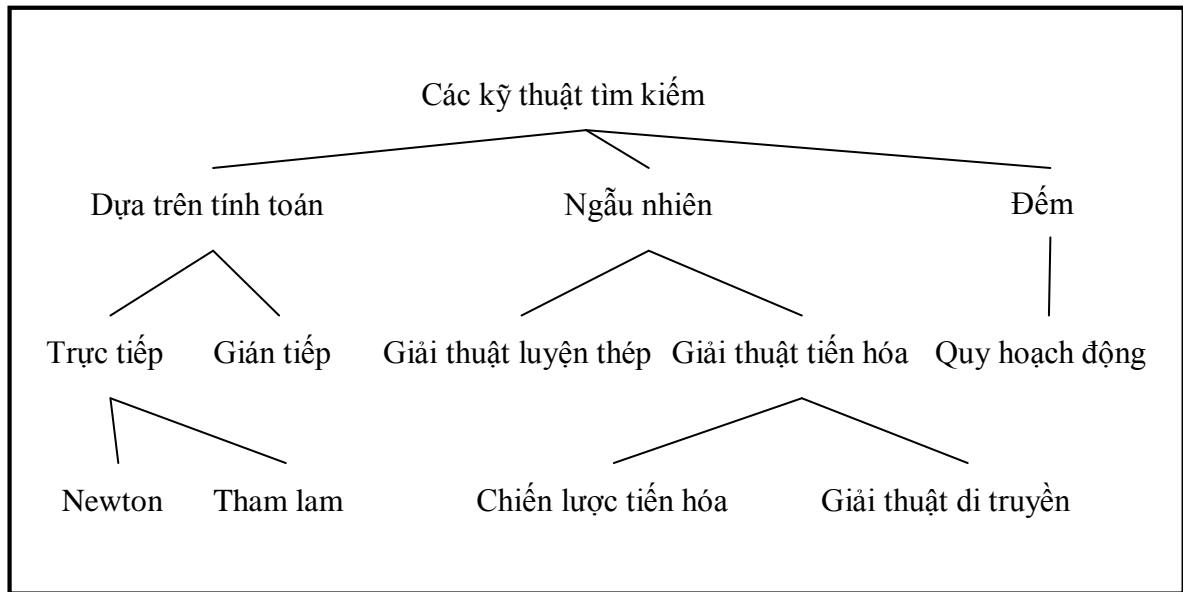 Các kỹ thuật tìm kiếm
Dựa trên tính toán Ngẫu nhiên Đếm
Trực tiếp Gián tiếp Giải thuật luyện thép Giải thuật tiến hóa Quy hoạch động
Newton Tham lam Chiến lược tiến hóa Giải thuật di truyền